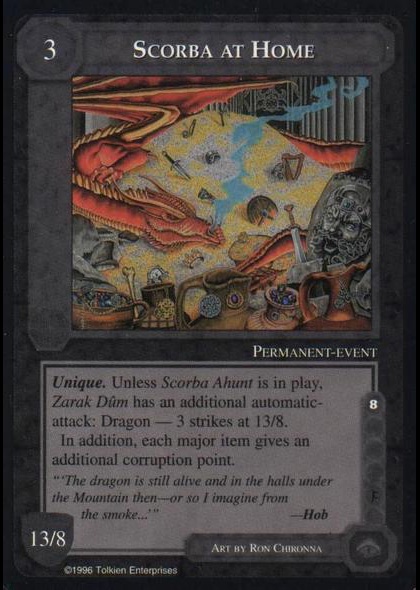 3
SCORBA AT HOME
PERMANENT-EVENT
Unique. Unless Scorba Ahunt is in play,
Zarak Dûm has an additional automatic-
attack: Dragon — 3 strikes at 13/8.
In addition, each major item gives an
additional corruption point.
8
“‘The dragon is still alive and in the halls under
the Mountain then—or so I imagine from
the smoke...’” —Hob
F
13/8
ART BY RON CHIRONNA
©1996 Tolkien Enterprises